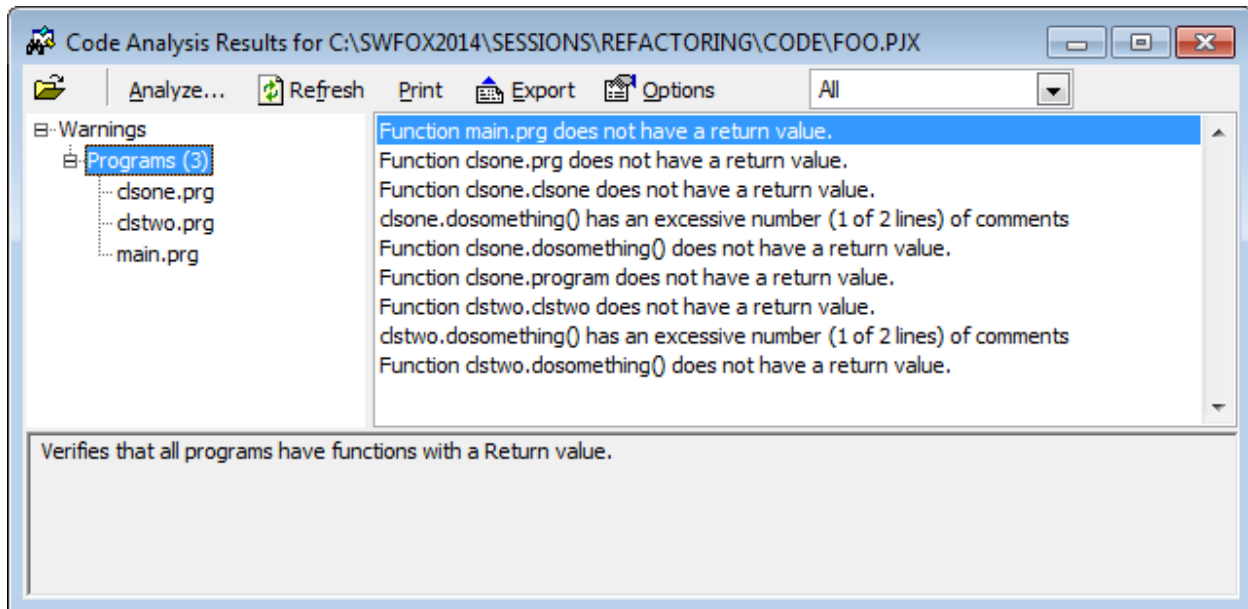 Code Analysis Results for C:\SWFOX2014\SESSIONS\REFACTORING\CODE\FOO.PJX
Analyze... Refresh Print Export Options All
Warnings
Programs (3)
clsone.prg
clstwo.prg
main.prg
Function main.prg does not have a return value.
Function clsone.prg does not have a return value.
Function clsone.clsone does not have a return value.
clsone.dosomething() has an excessive number (1 of 2 lines) of comments
Function clsone.dosomething() does not have a return value.
Function clsone.program does not have a return value.
Function clstwo.clstwo does not have a return value.
clstwo.dosomething() has an excessive number (1 of 2 lines) of comments
Function clstwo.dosomething() does not have a return value.
Verifies that all programs have functions with a Return value.